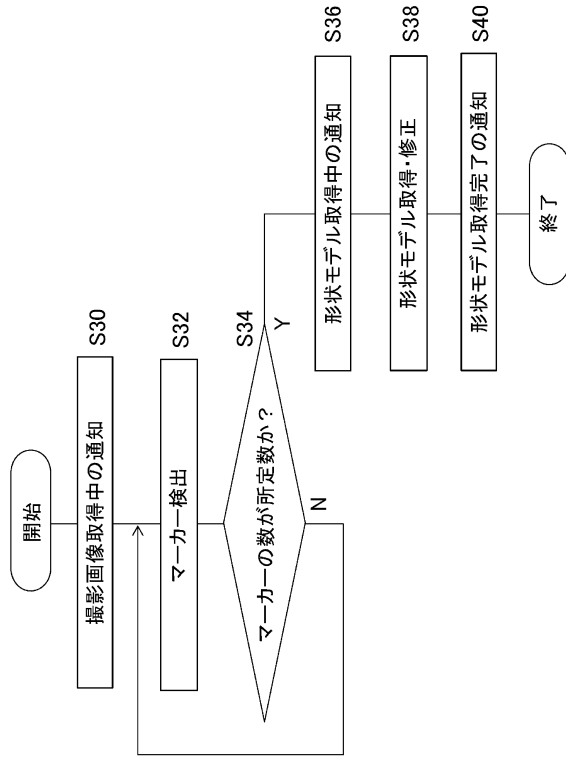 開始
撮影画像取得中の通知
S30
マーカー検出
S32
マーカーの数が所定数か?
S34
Y
N
形状モデル取得中の通知
S36
形状モデル取得・修正
S38
形状モデル取得完了の通知
S40
終了